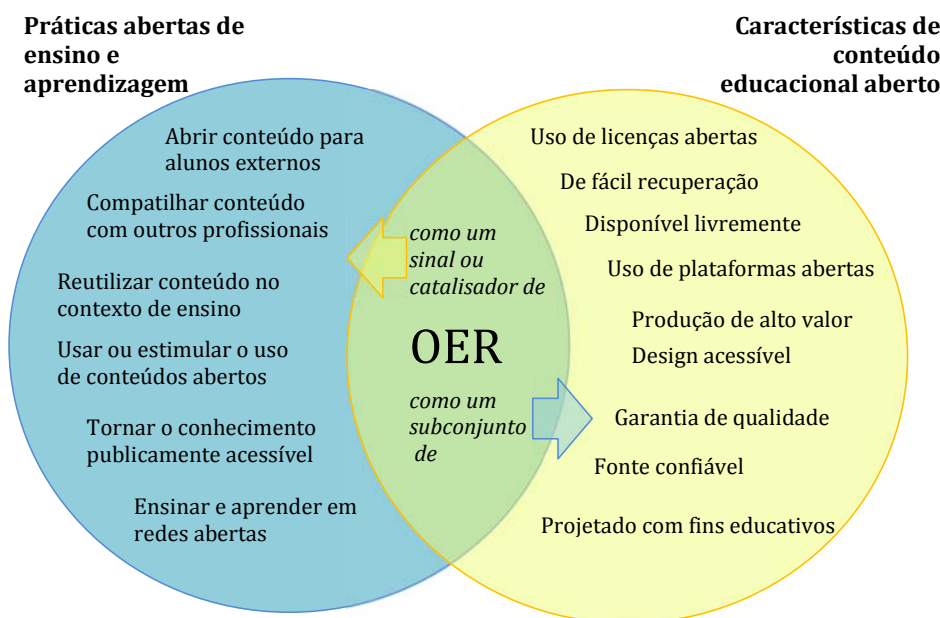 Práticas abertas de
ensino e
aprendizagem
Características de
conteúdo
educacional aberto
Abrir conteúdo para
alunos externos
Compatilhar conteúdo
com outros profissionais
Reutilizar conteúdo no
contexto de ensino
Usar ou estimular o uso
de conteúdos abertos
Tornar o conhecimento
publicamente acessível
Ensinar e aprender em
redes abertas
como um
sinal ou
catalisador de
OER
como um
subconjunto
de
Uso de licenças abertas
De fácil recuperação
Disponível livremente
Uso de plataformas abertas
Produção de alto valor
Design acessível
Garantia de qualidade
Fonte confiável
Projetado com fins educativos